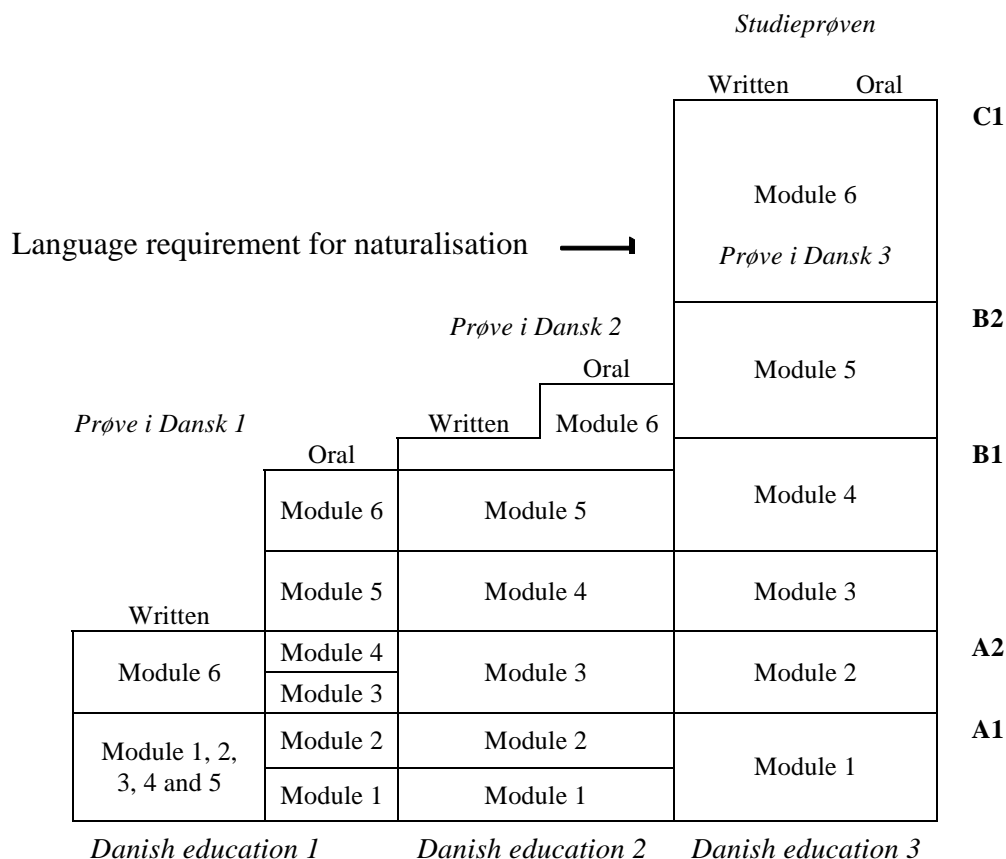 Studieprøven
Written Oral
C1
Module 6
Language requirement for naturalisation
Prøve i Dansk 3
B2
Prøve i Dansk 2
Module 5
Oral
Prøve i Dansk 1
Written
Module 6
B1
Oral
Module 4
Module 6
Module 5
Module 5
Module 4
Module 3
Written
A2
Module 6
Module 4
Module 3
Module 3
Module 2
A1
Module 1, 2,
3, 4 and 5
Module 2
Module 2
Module 1
Module 1
Module 1
Danish education 1 Danish education 2 Danish education 3